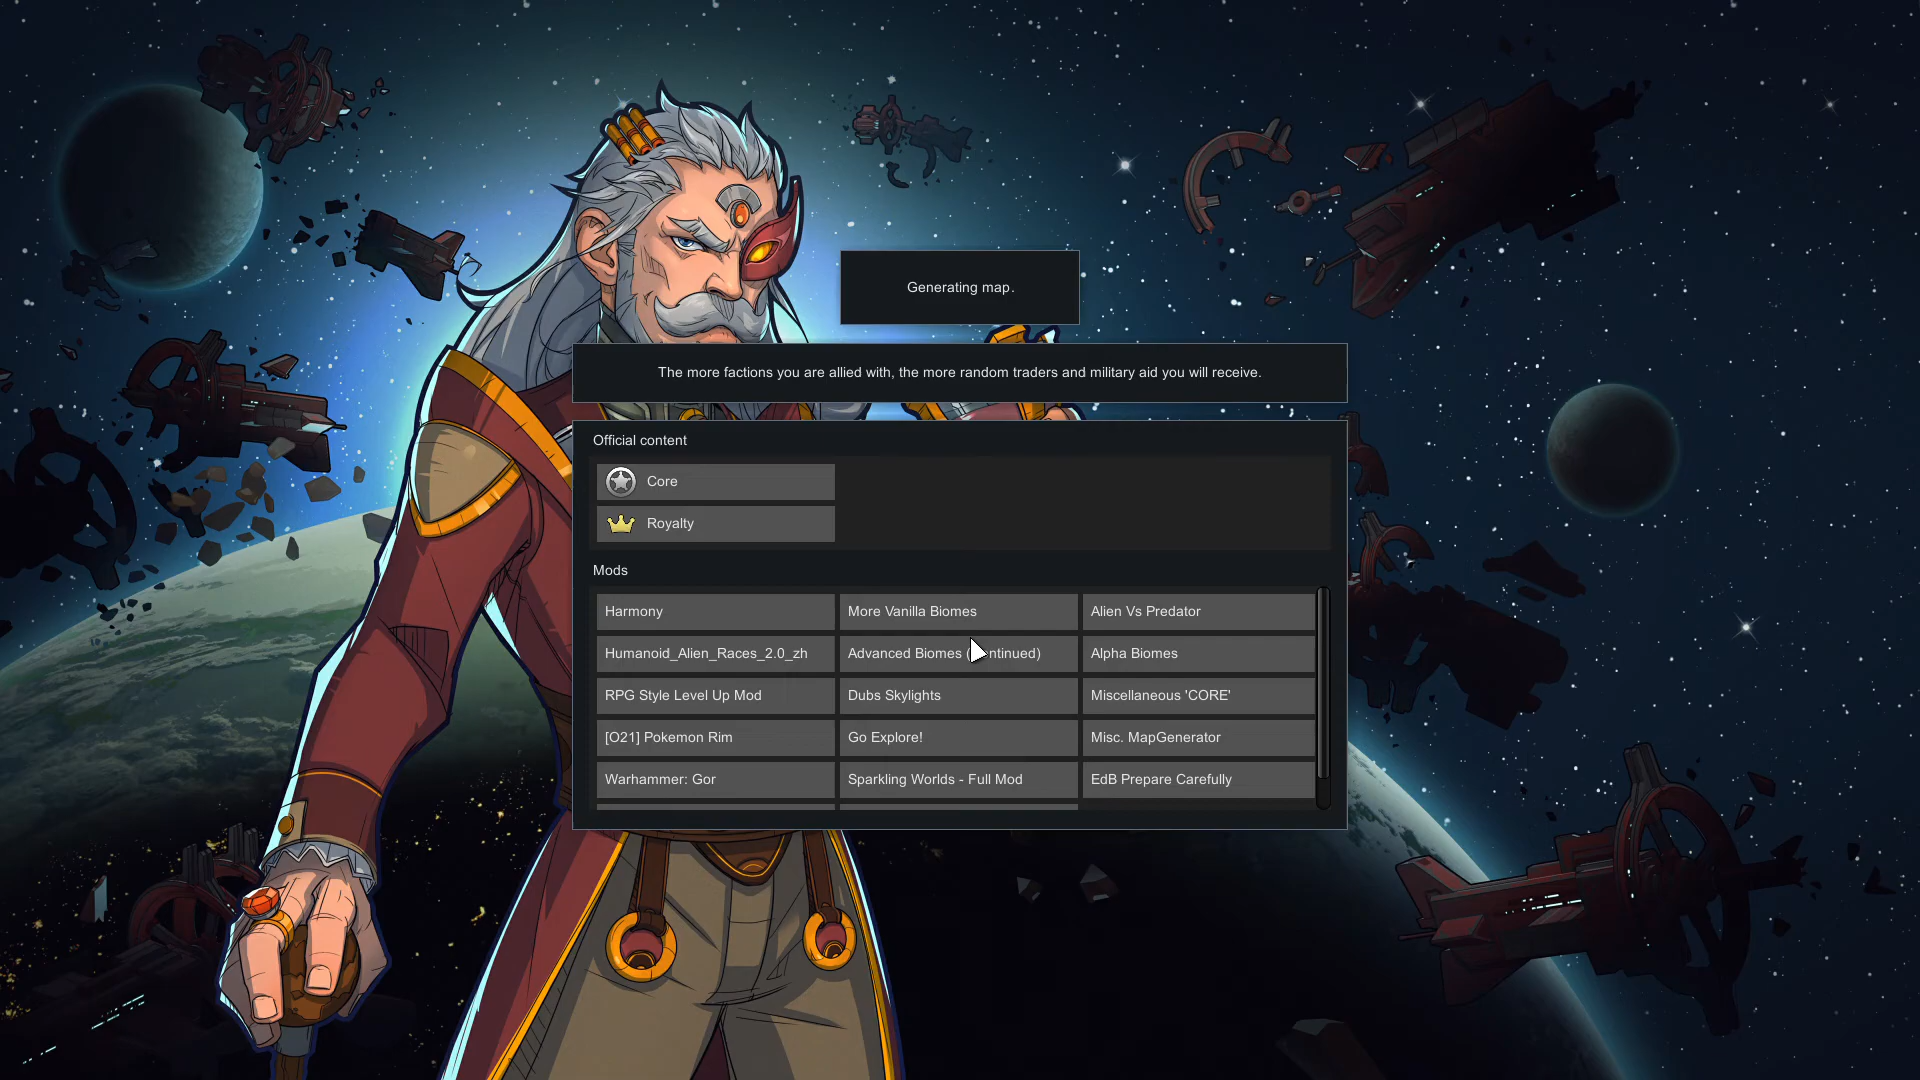 Generating map.
The more factions you are allied with, the more random traders and military aid you will receive.
Official content
Core
Royalty
Mods
Harmony
More Vanilla Biomes
Alien Vs Predator
Humanoid_Alien_Races_2.0_zh
Advanced Biomes ntinued)
Alpha Biomes
RPG Style Level Up Mod
Dubs Skylights
Miscellaneous 'CORE'
[O21] Pokemon Rim
Go Explore!
Misc. MapGenerator
Warhammer: Gor
Sparkling Worlds - Full Mod
EdB Prepare Carefully